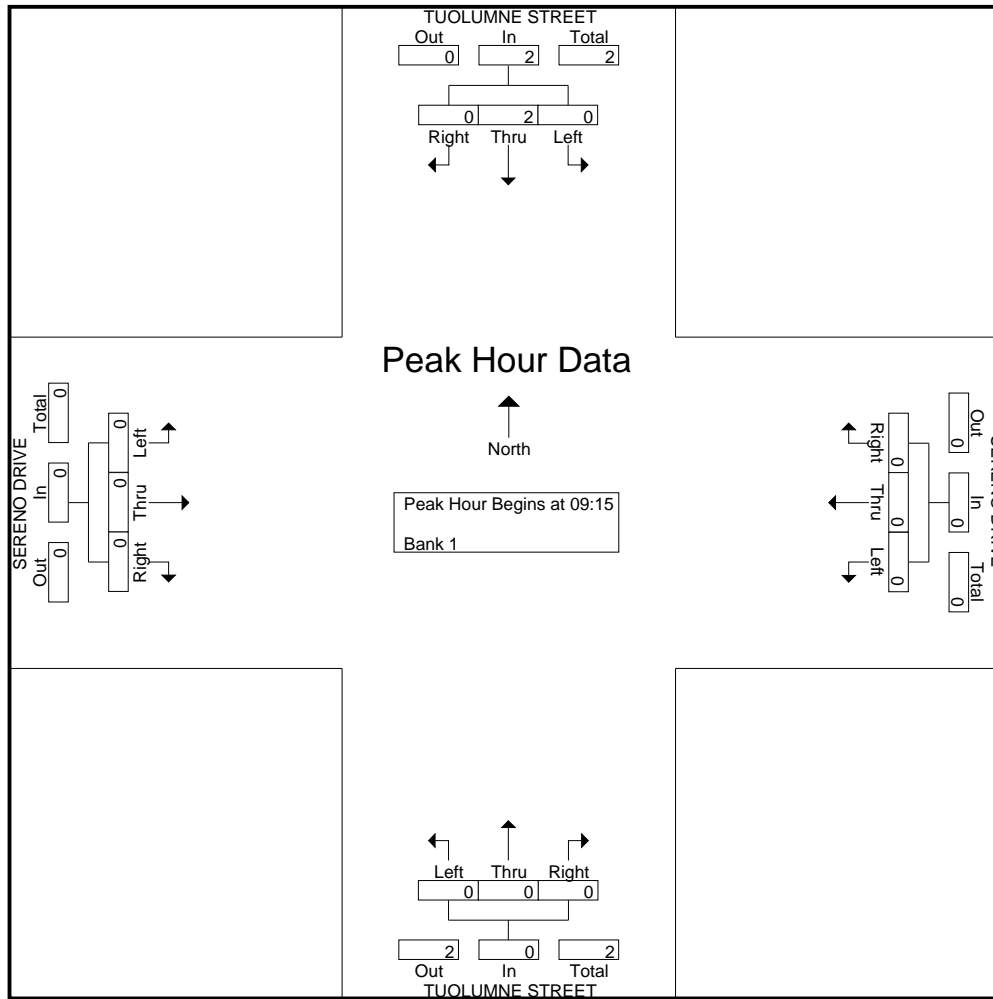 TUOLUMNE STREET
Out In Total
0 2 2
0 2 0
Right Thru Left
Peak Hour Data
North
Peak Hour Begins at 09:15
Bank 1
SERENO DRIVE
Out In Total
0 0 0
0 0 0
Right Thru Left
Out In Total
0 0 0
0 0 0
Right Thru Left
Left Thru Right
0 0 0
2 0 2
Out In Total
TUOLUMNE STREET